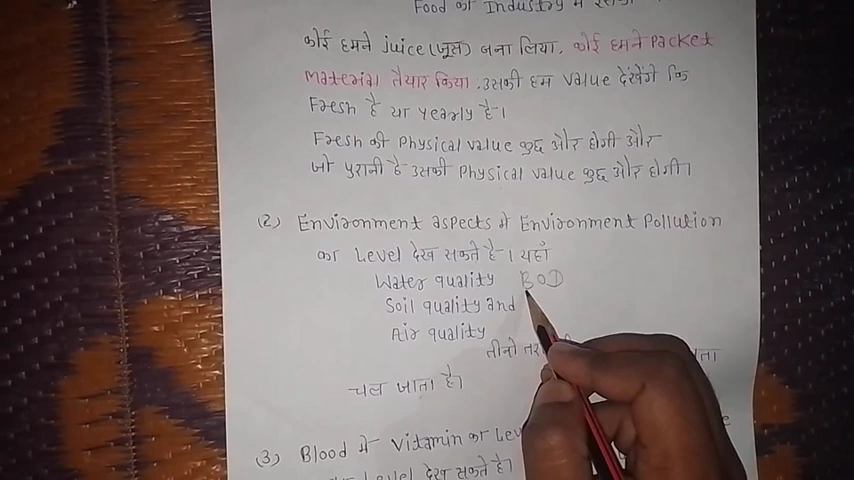 Food का Industry में
कोई हमने juice (जूस) बना लिया, कोई हमने Packet
Material तैयार किया, उसकी हम value देखेंगे कि
Fresh है या yearly है।
Fresh की Physical value कुछ और होगी और
जो पुरानी है उसकी Physical value कुछ और होगी।
(2) Environment aspects में Environment Pollution
का Level देख सकते है। यहाँ
Water quality BOD
Soil quality and
Air quality
तीनो
चल जाता है।
(3) Blood में Vitamin का
Level देख सकते है।